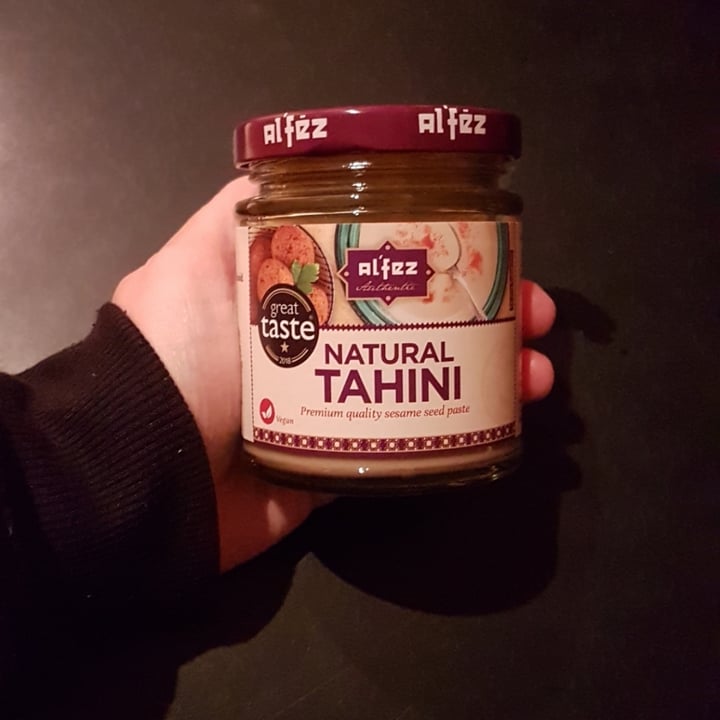 Al'fez Al'fez
Al'fez
Authentic
great
taste
2018
NATURAL
TAHINI
Premium quality sesame seed paste
Vegan